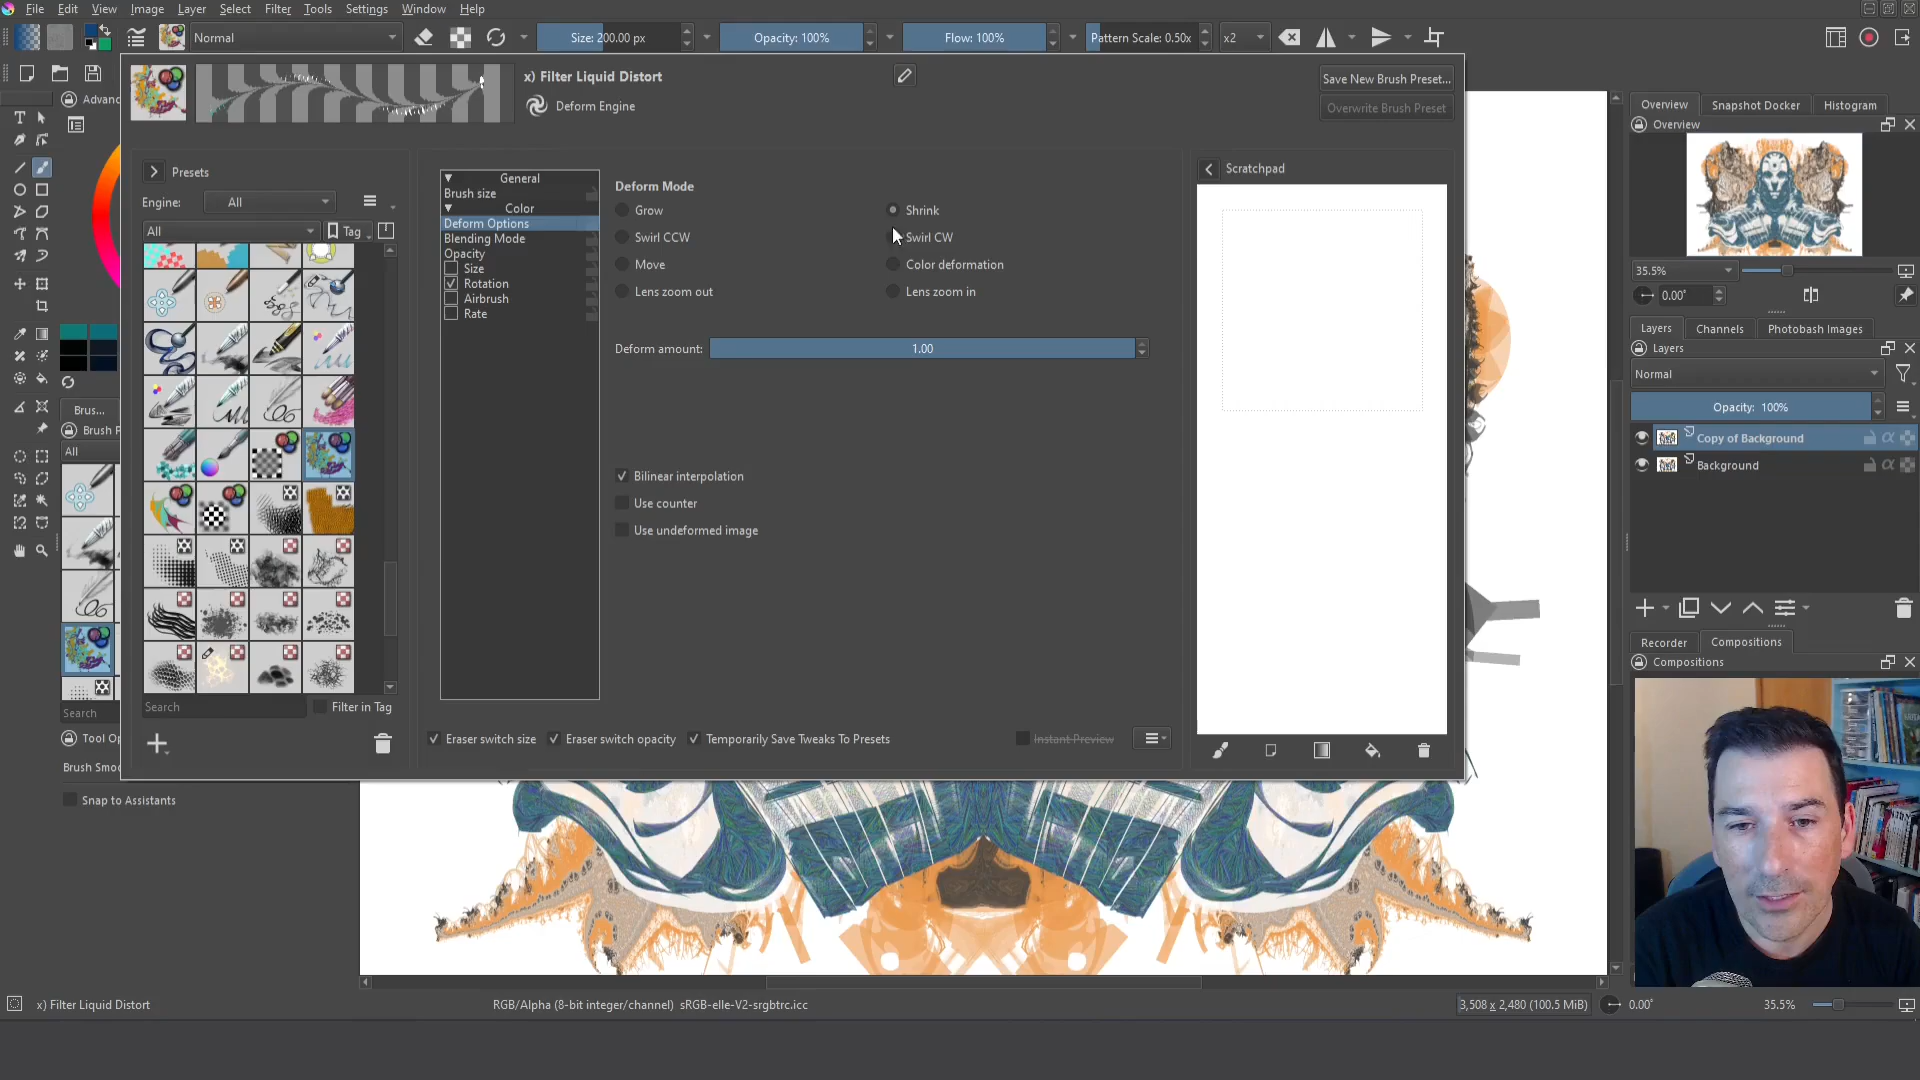 File Edit View Image Layer Select Filter Tools Settings Window Help
Normal Size: 200.00 px Opacity: 100% Flow: 100% Pattern Scale: 0.50x x2
x) Filter Liquid Distort
Deform Engine
Save New Brush Preset...
Overwrite Brush Preset
Advanc
Overview Snapshot Docker Histogram
Overview
Presets
Engine: All
All Tag
General
Brush size
Color
Deform Options
Blending Mode
Opacity
Size
Rotation
Airbrush
Rate
Deform Mode
Grow Shrink
Swirl CCW Swirl CW
Move Color deformation
Lens zoom out Lens zoom in
Deform amount: 1.00
Bilinear interpolation
Use counter
Use undeformed image
Scratchpad
35.5%
0.00°
Layers Channels Photobash Images
Layers
Normal
Opacity: 100%
Copy of Background
Background
Brus...
Brush P
All
Search
Search Filter in Tag
Tool Op
Brush Smoo
Snap to Assistants
Eraser switch size Eraser switch opacity Temporarily Save Tweaks To Presets Instant Preview
Recorder Compositions
Compositions
x) Filter Liquid Distort RGB/Alpha (8-bit integer/channel) sRGB-elle-V2-srgbtrc.icc 3,508 x 2,480 (100.5 MiB) 0.00° 35.5%